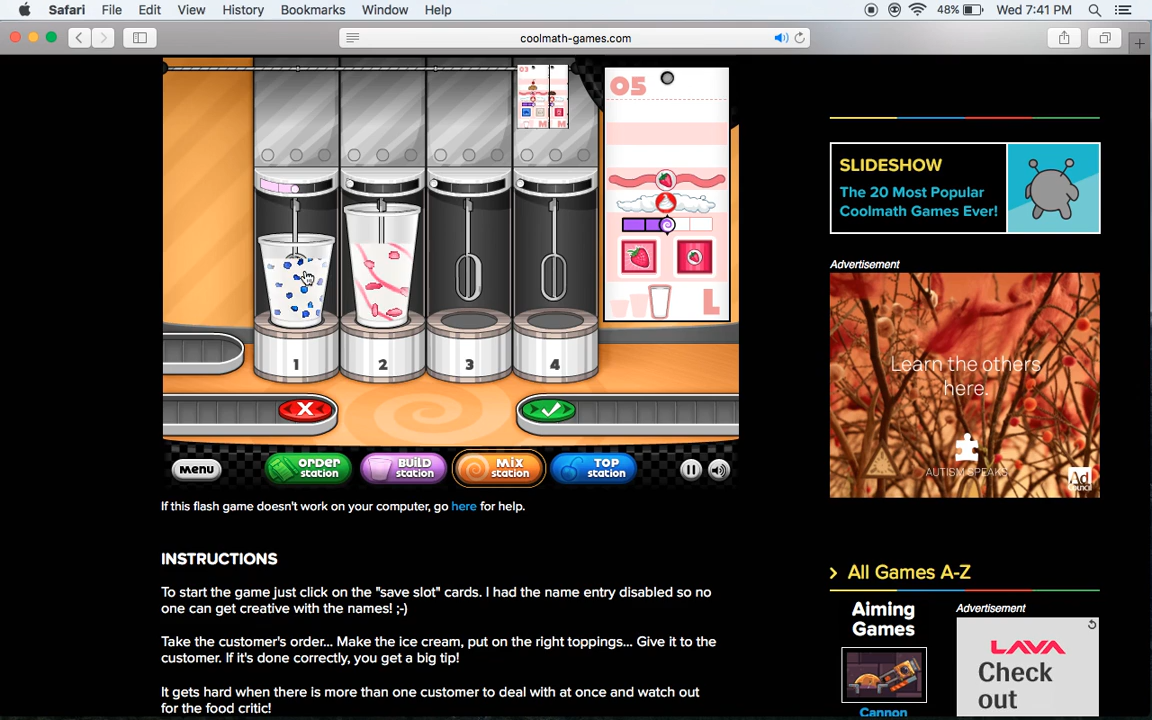 Safari File Edit View History Bookmarks Window Help 48% Wed 7:41 PM
coolmath-games.com
03
05
L
M
1 2 3 4
MENU ORDER STATION BUILD STATION MIX STATION TOP STATION
If this flash game doesn't work on your computer, go here for help.
INSTRUCTIONS
To start the game just click on the "save slot" cards. I had the name entry disabled so no
one can get creative with the names! ;-)
Take the customer's order... Make the ice cream, put on the right toppings... Give it to the
customer. If it's done correctly, you get a big tip!
It gets hard when there is more than one customer to deal with at once and watch out
for the food critic!
SLIDESHOW
The 20 Most Popular
Coolmath Games Ever!
Advertisement
Learn the others
here.
AUTISM SPEAKS
> All Games A-Z
Aiming
Games
Cannon
Advertisement
LAVA
Check
out